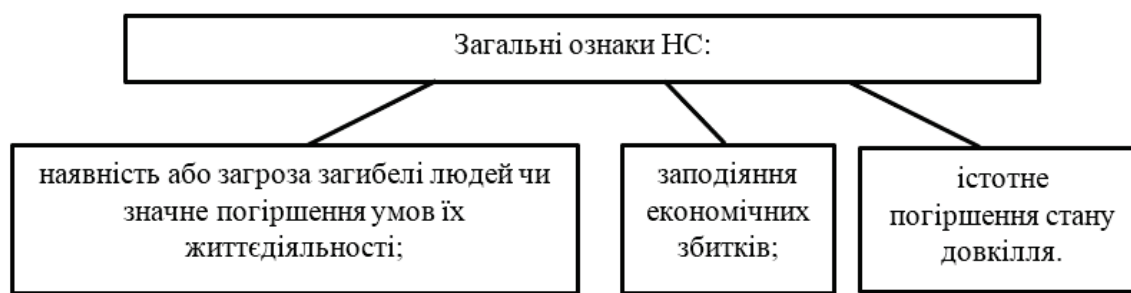 Загальні ознаки НС:
наявність або загроза загибелі людей чи
значне погіршення умов їх
життєдіяльності;
заподіяння
економічних
збитків;
істотне
погіршення стану
довкілля.